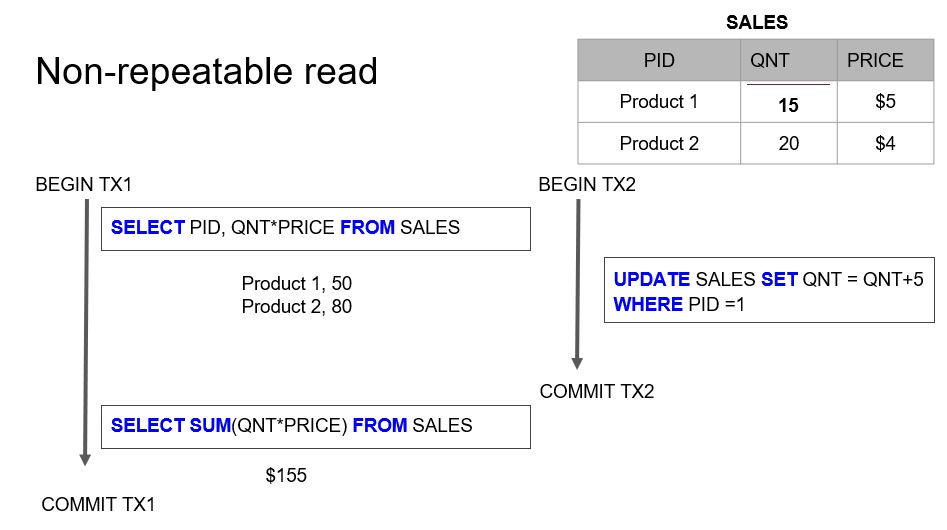 SALES
Non-repeatable read
PID QNT PRICE
Product 1 15 $5
Product 2 20 $4
BEGIN TX1
BEGIN TX2
SELECT PID, QNT*PRICE FROM SALES
Product 1, 50
Product 2, 80
UPDATE SALES SET QNT = QNT+5
WHERE PID =1
COMMIT TX2
SELECT SUM(QNT*PRICE) FROM SALES
$155
COMMIT TX1